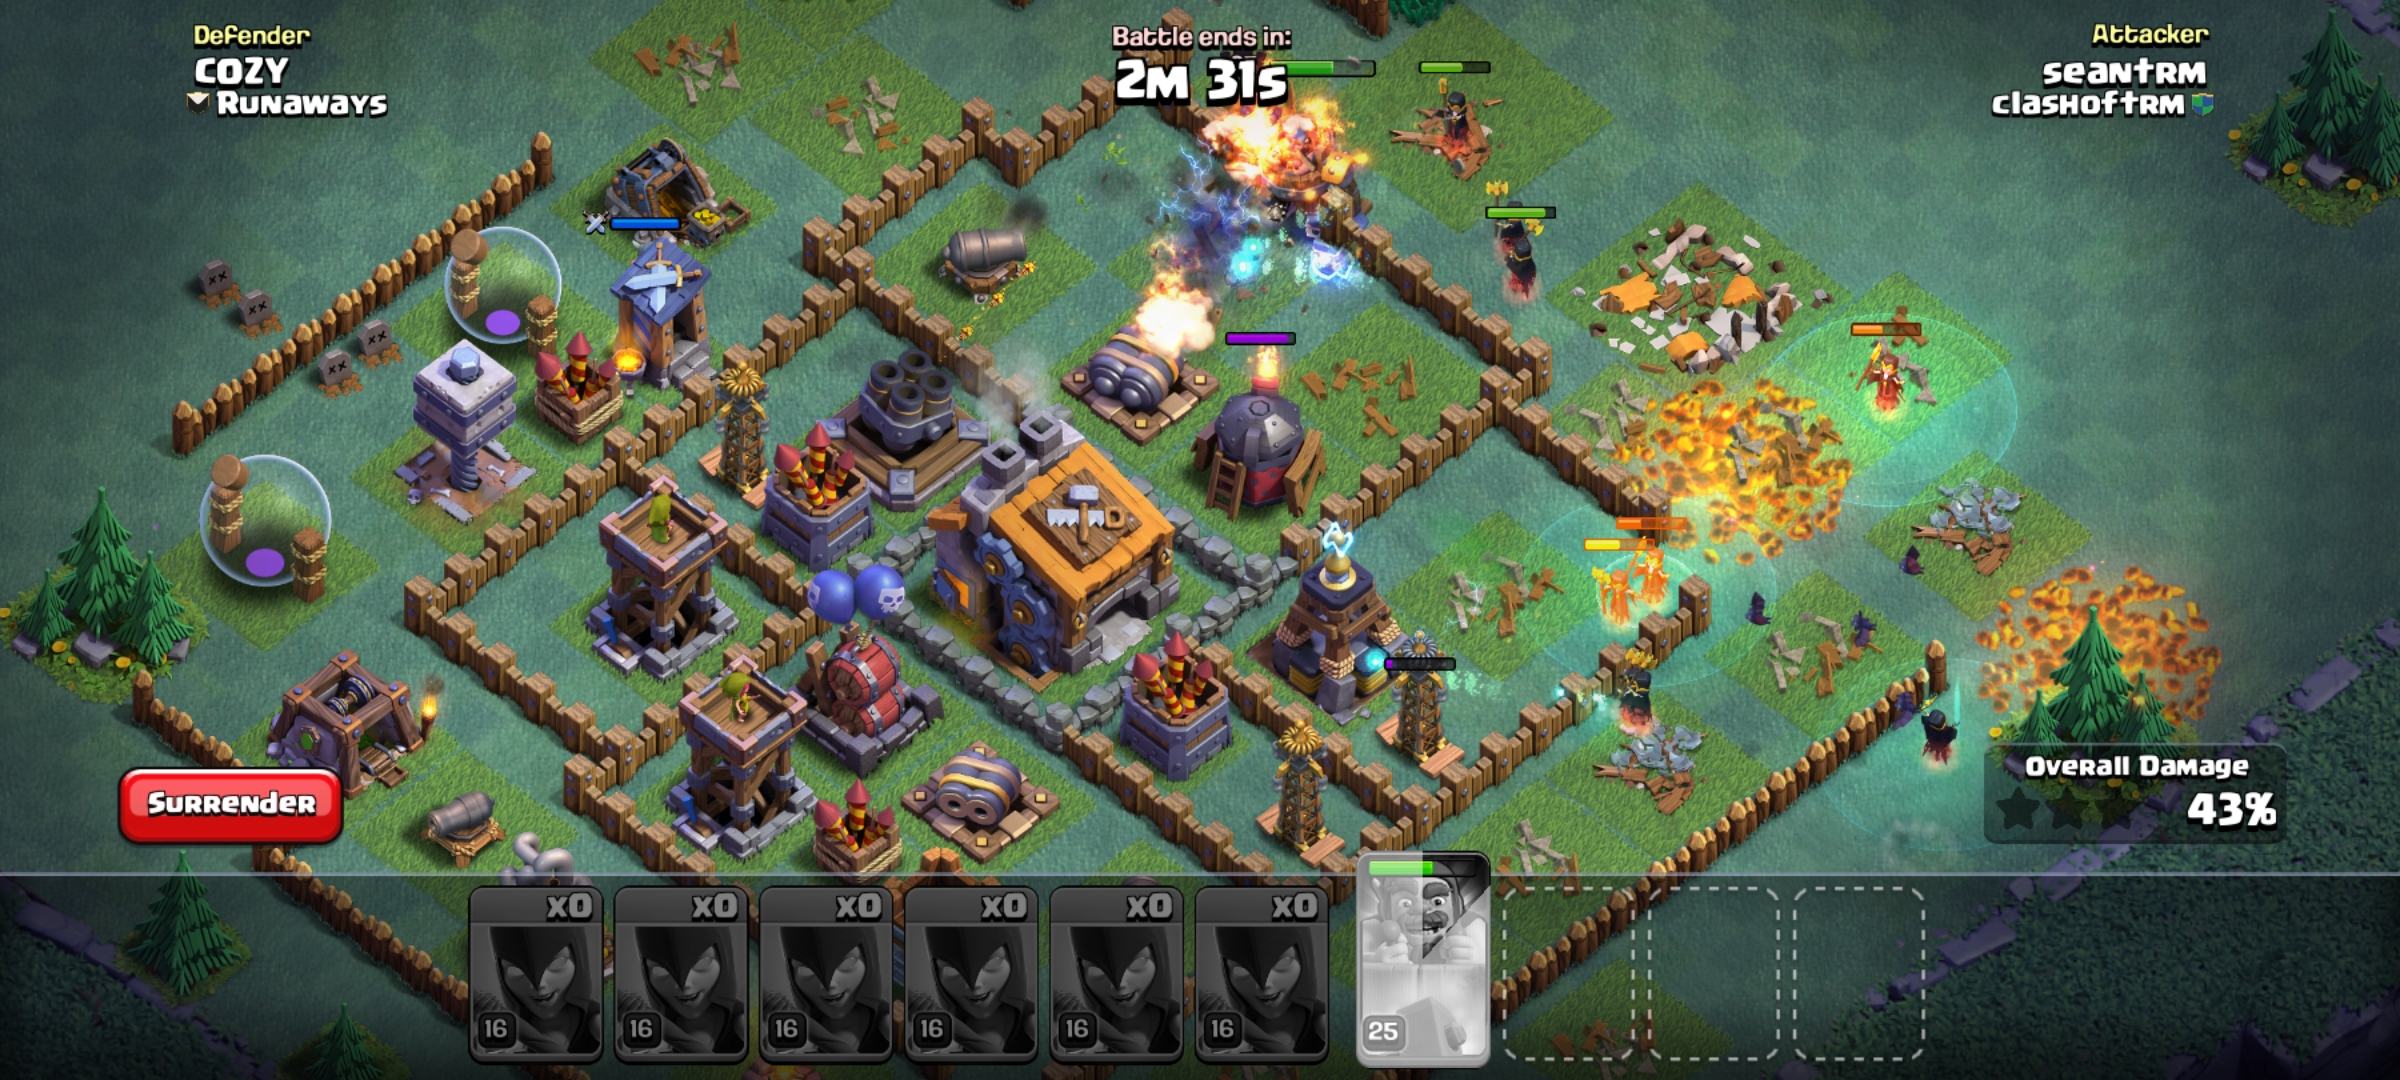 Defender
COZY
Runaways
Battle ends in:
2M 31s
Attacker
seantRM
clashoftRM
Surrender
Overall Damage
43%
x0
x0
x0
x0
x0
x0
16
16
16
16
16
16
25